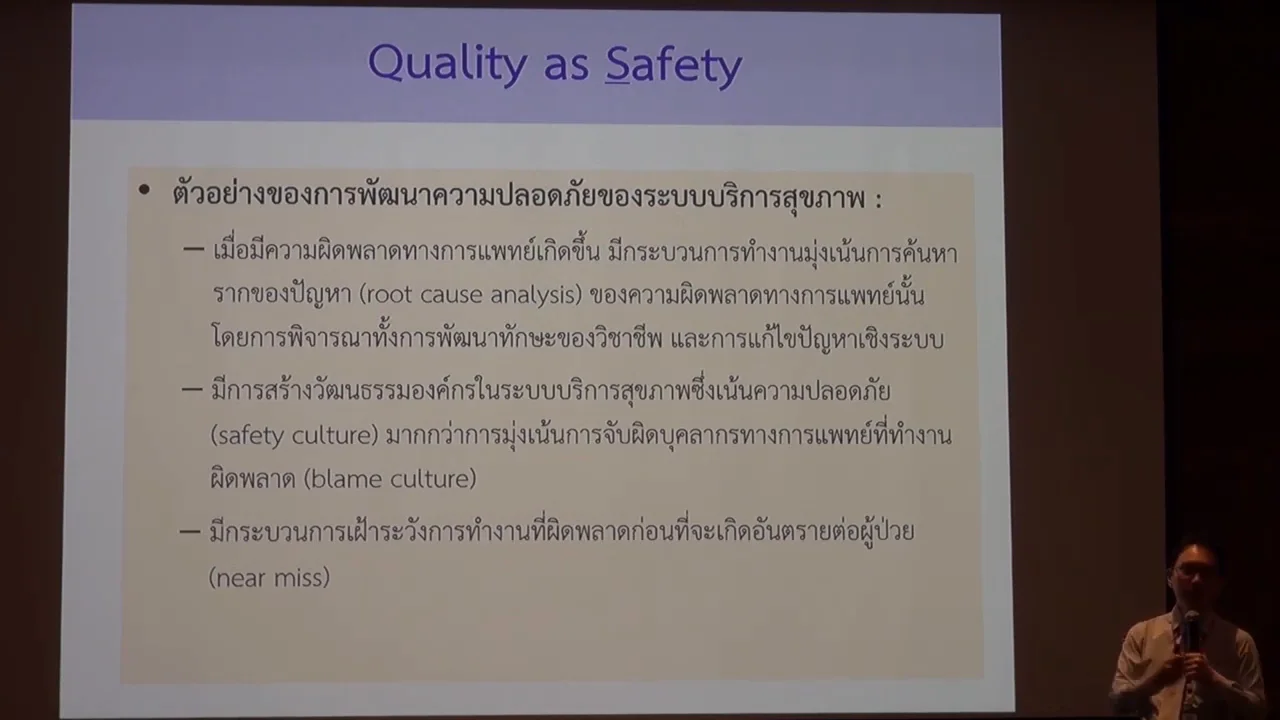 Quality as Safety
• ตัวอย่างของการพัฒนาความปลอดภัยของระบบบริการสุขภาพ :
– เมื่อมีความผิดพลาดทางการแพทย์เกิดขึ้น มีกระบวนการทำงานมุ่งเน้นการค้นหา
รากของปัญหา (root cause analysis) ของความผิดพลาดทางการแพทย์นั้น
โดยการพิจารณาทั้งการพัฒนาทักษะของวิชาชีพ และการแก้ไขปัญหาเชิงระบบ
– มีการสร้างวัฒนธรรมองค์กรในระบบบริการสุขภาพซึ่งเน้นความปลอดภัย
(safety culture) มากกว่าการมุ่งเน้นการจับผิดบุคลากรทางการแพทย์ที่ทำงาน
ผิดพลาด (blame culture)
– มีกระบวนการเฝ้าระวังการทำงานที่ผิดพลาดก่อนที่จะเกิดอันตรายต่อผู้ป่วย
(near miss)